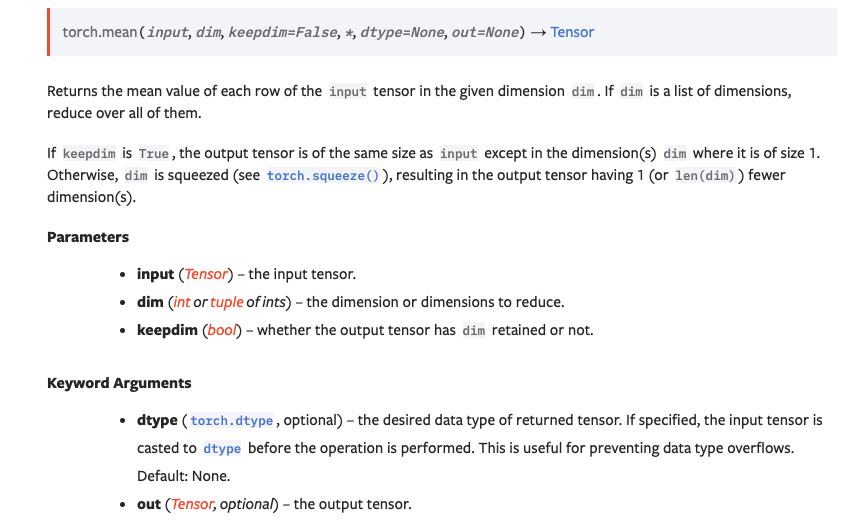 torch.mean(input, dim, keepdim=False, *, dtype=None, out=None) → Tensor
Returns the mean value of each row of the input tensor in the given dimension dim. If dim is a list of dimensions,
reduce over all of them.
If keepdim is True, the output tensor is of the same size as input except in the dimension(s) dim where it is of size 1.
Otherwise, dim is squeezed (see torch.squeeze()), resulting in the output tensor having 1 (or len(dim)) fewer
dimension(s).
Parameters
• input (Tensor) – the input tensor.
• dim (int or tuple of ints) – the dimension or dimensions to reduce.
• keepdim (bool) – whether the output tensor has dim retained or not.
Keyword Arguments
• dtype (torch.dtype, optional) – the desired data type of returned tensor. If specified, the input tensor is
casted to dtype before the operation is performed. This is useful for preventing data type overflows.
Default: None.
• out (Tensor, optional) – the output tensor.